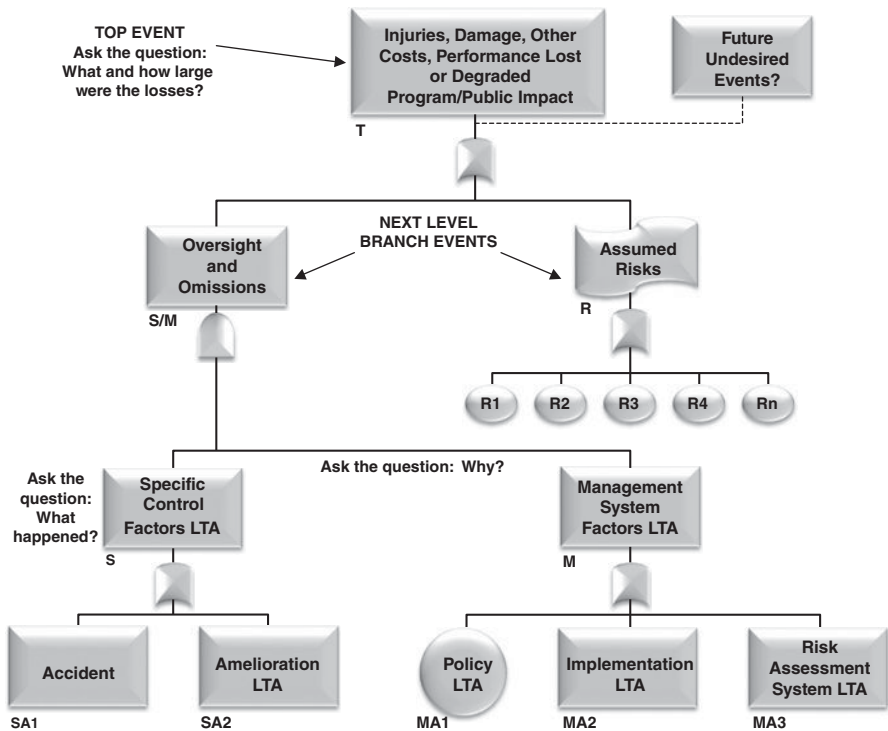 TOP EVENT
Ask the question:
What and how large
were the losses?
Injuries, Damage, Other
Costs, Performance Lost
or Degraded
Program/Public Impact
Future
Undesired
Events?
T
NEXT LEVEL
BRANCH EVENTS
Oversight
and
Omissions
S/M
Assumed
Risks
R
R1
R2
R3
R4
Rn
Ask the question: Why?
Ask the
question:
What
happened?
Specific
Control
Factors LTA
S
Management
System
Factors LTA
M
Accident
SA1
Amelioration
LTA
SA2
Policy
LTA
MA1
Implementation
LTA
MA2
Risk
Assessment
System LTA
MA3